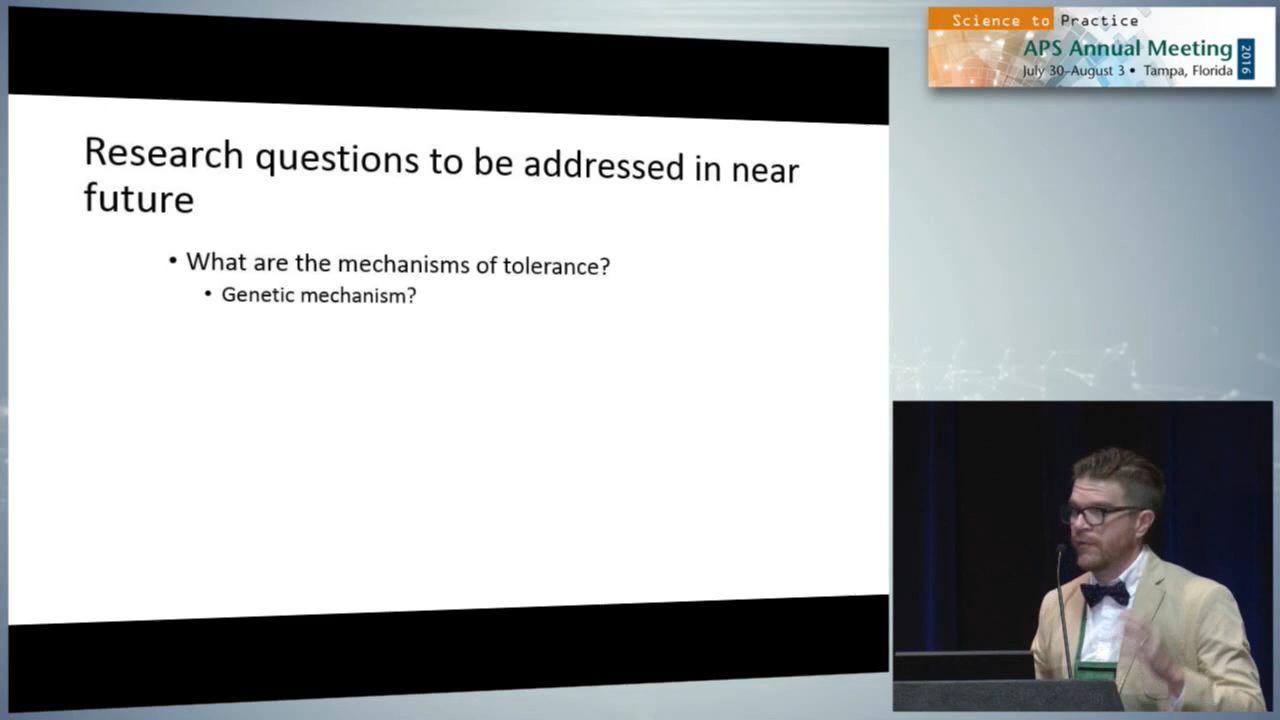 Science to Practice
APS Annual Meeting
2016
July 30–August 3 • Tampa, Florida
Research questions to be addressed in near
future
• What are the mechanisms of tolerance?
• Genetic mechanism?